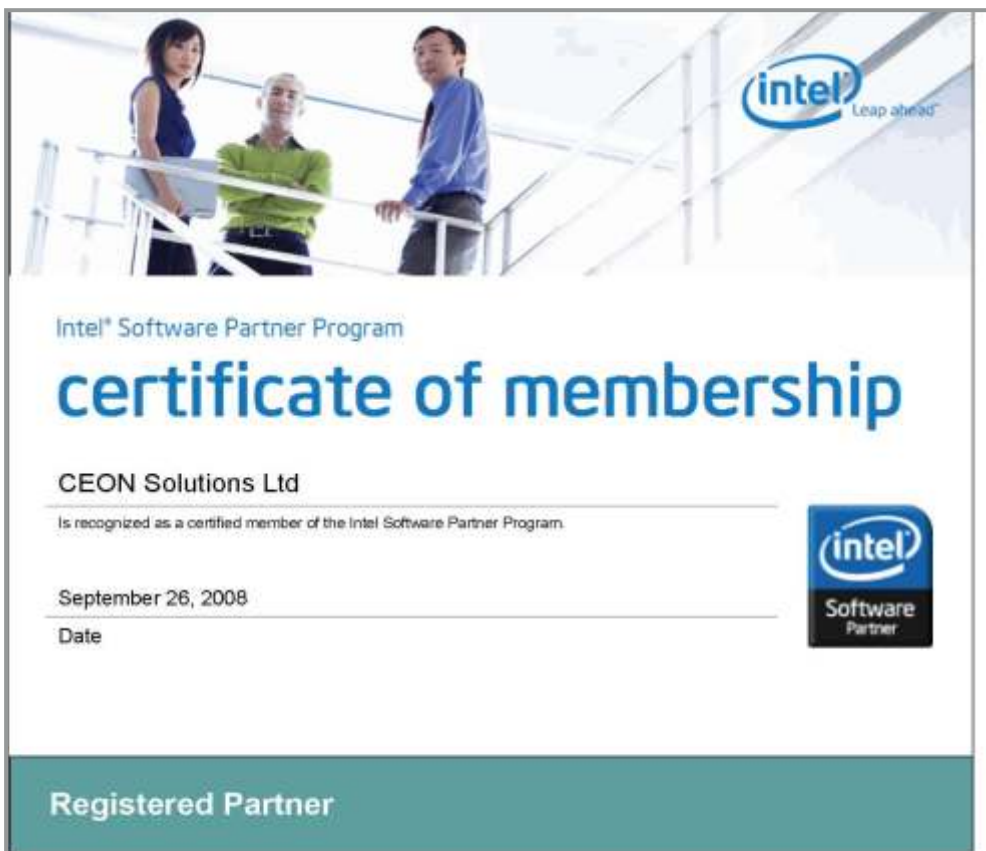 intel
Leap ahead™
Intel® Software Partner Program
certificate of membership
CEON Solutions Ltd
Is recognized as a certified member of the Intel Software Partner Program.
September 26, 2008
Date
intel
Software
Partner
Registered Partner